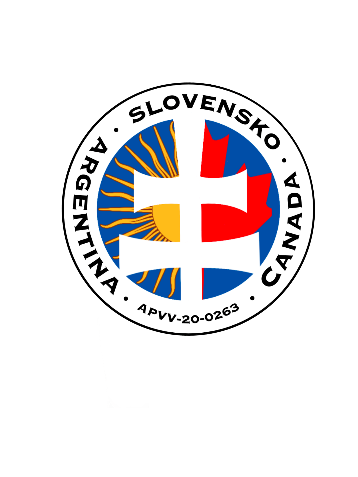 · SLOVENSKO ·
CANADA ·
APVV-20-0263
· ARGENTINA